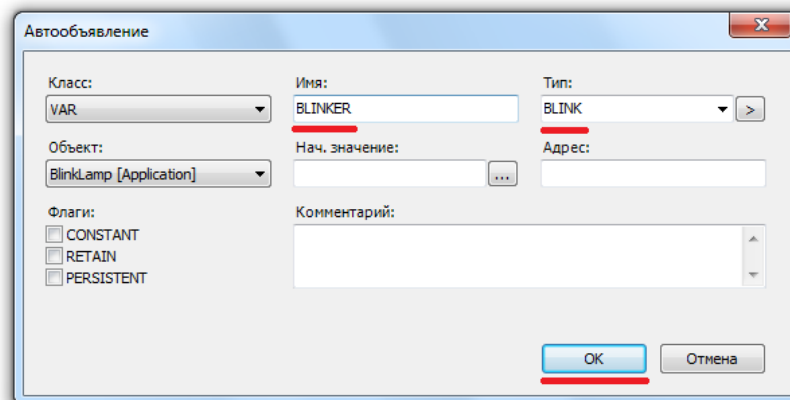 Автообъявление
Класс: Имя: Тип:
VAR BLINKER BLINK >
Объект: Нач. значение: Адрес:
BlinkLamp [Application] ...
Флаги: Комментарий:
CONSTANT
RETAIN
PERSISTENT
OK Отмена